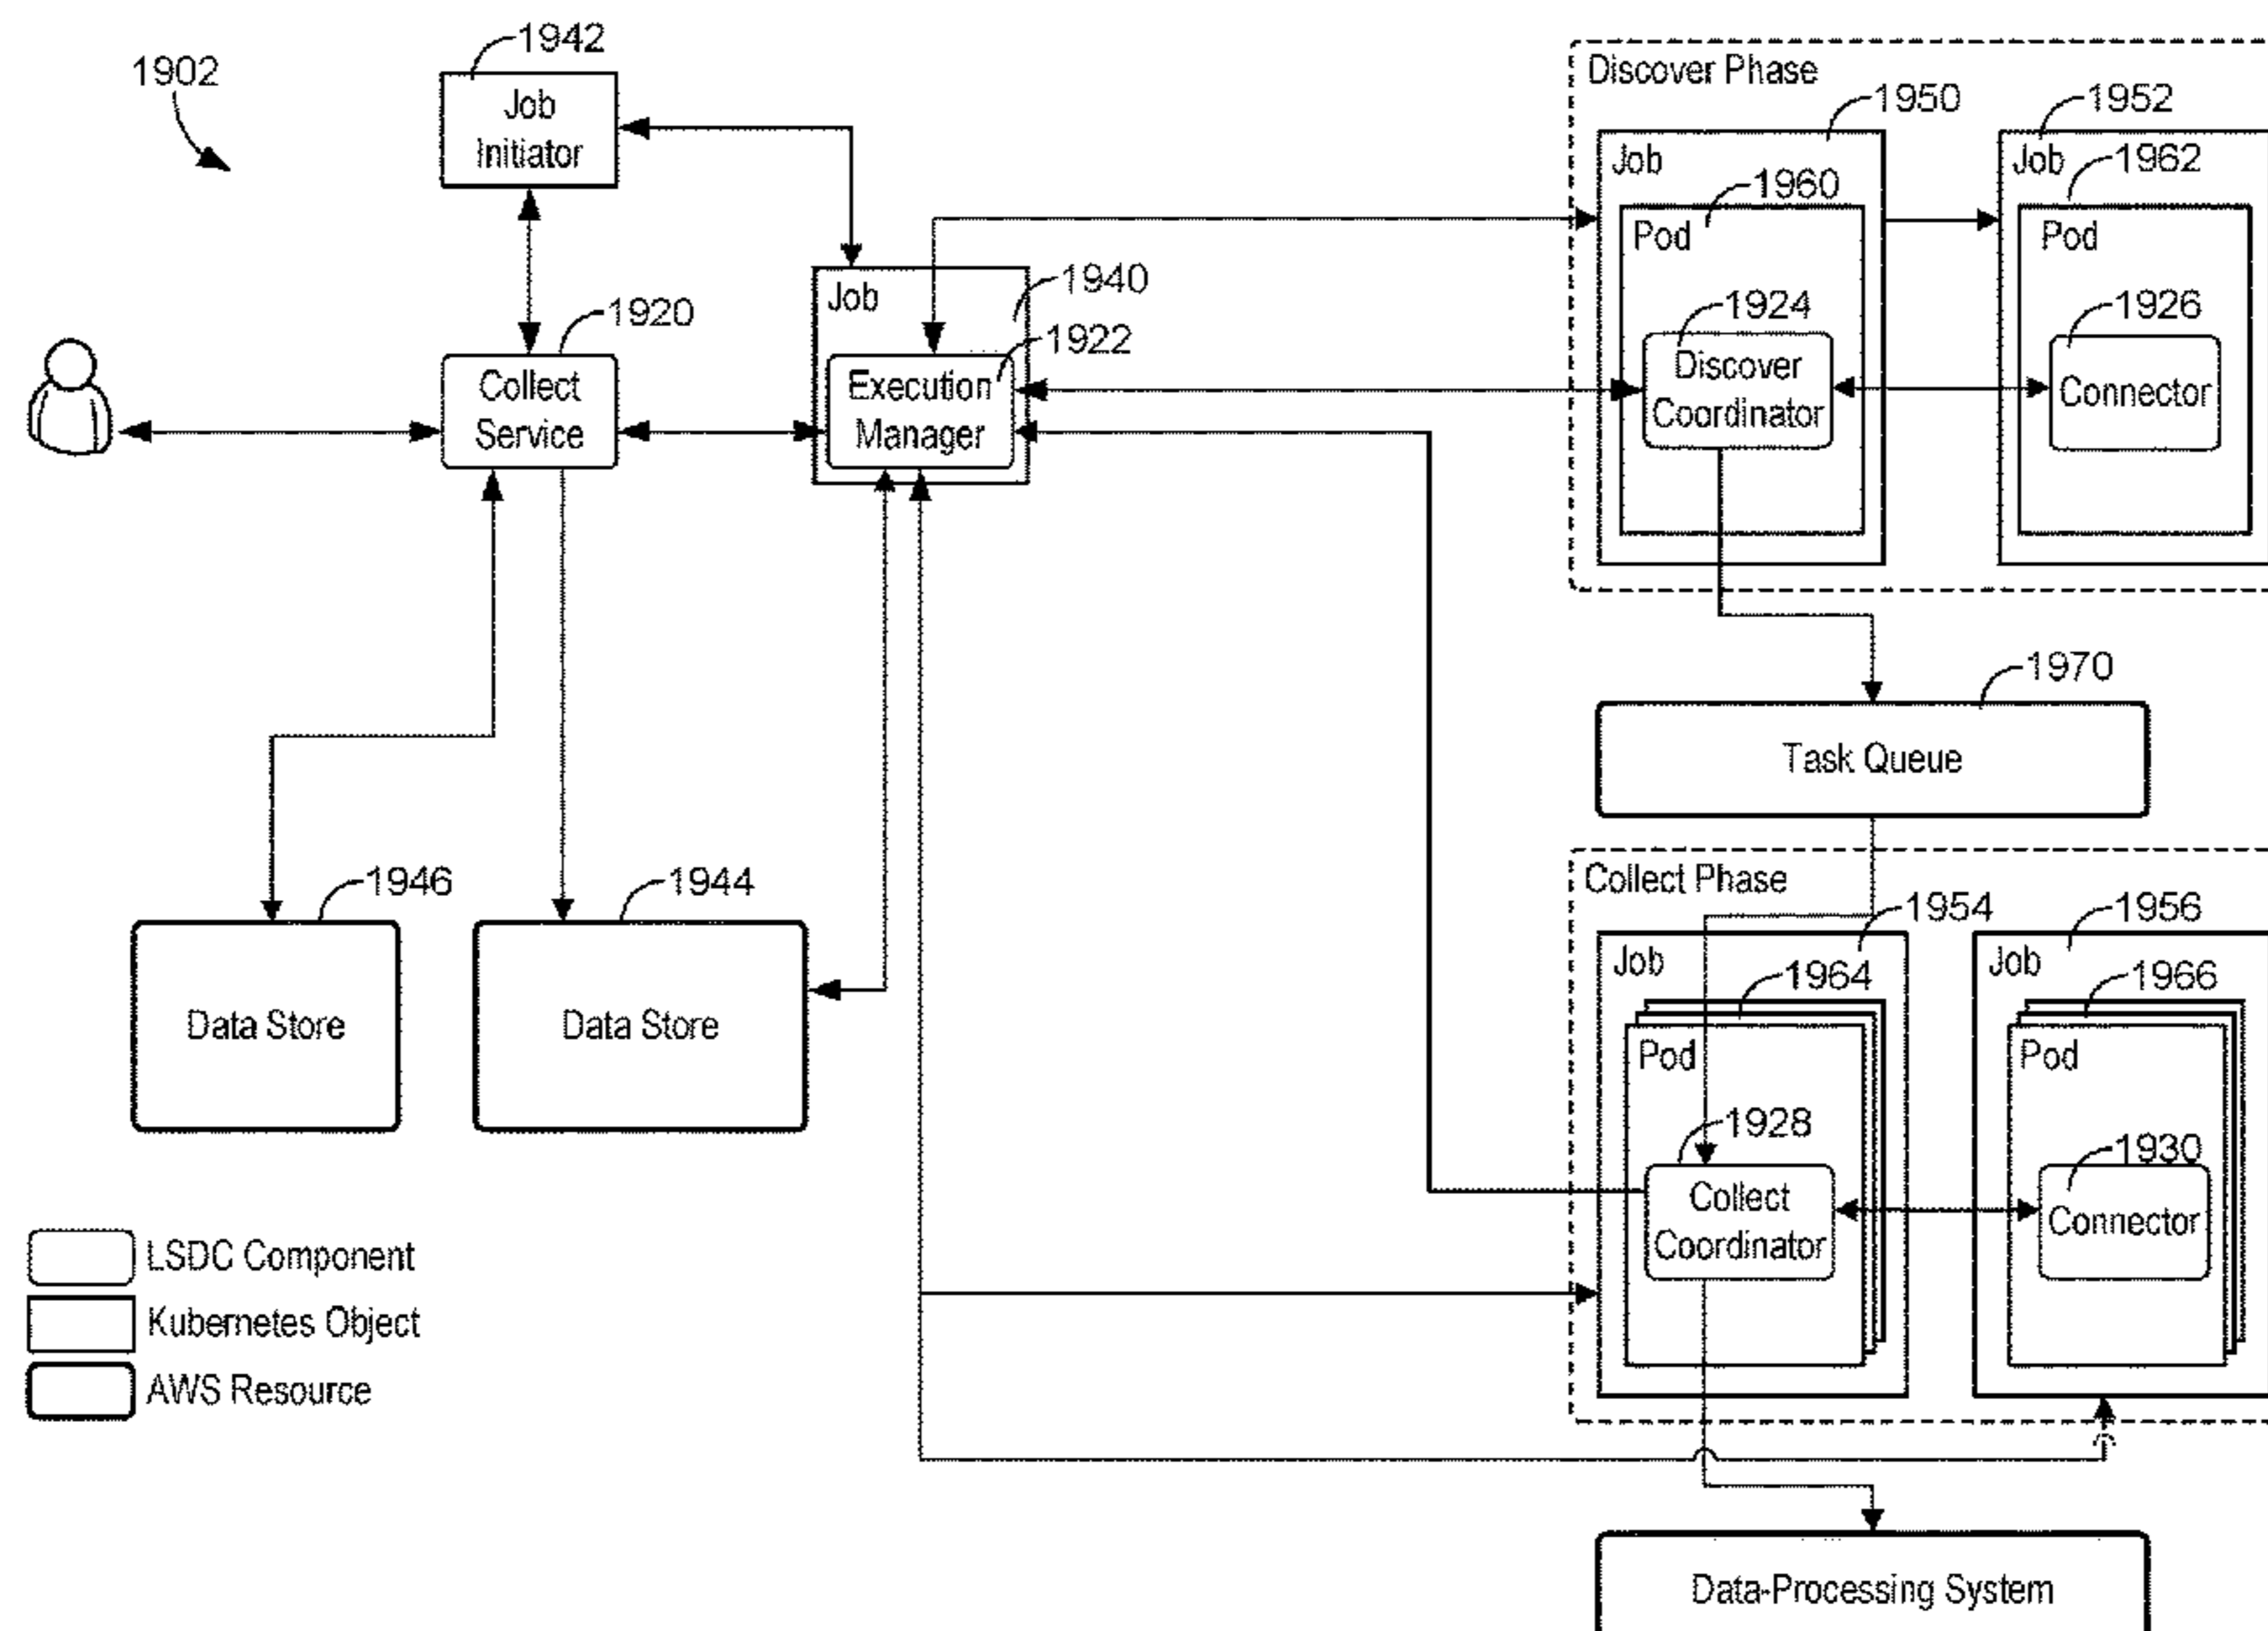 1902
1942
Job
Initiator
1920
Collect
Service
Job
1940
1922
Execution
Manager
1946
Data Store
1944
Data Store
LSDC Component
Kubernetes Object
AWS Resource
Discover Phase
1950
Job
1960
Pod
1924
Discover
Coordinator
1952
Job
1962
Pod
1926
Connector
1970
Task Queue
Collect Phase
1954
Job
1964
Pod
1928
Collect
Coordinator
1956
Job
1966
Pod
1930
Connector
Data-Processing System